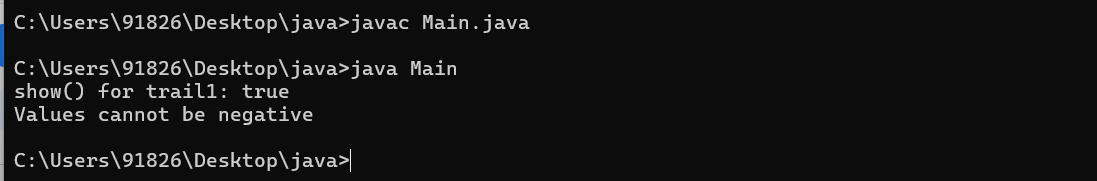 C:\Users\91826\Desktop\java>javac Main.java
C:\Users\91826\Desktop\java>java Main
show() for trail1: true
Values cannot be negative
C:\Users\91826\Desktop\java>